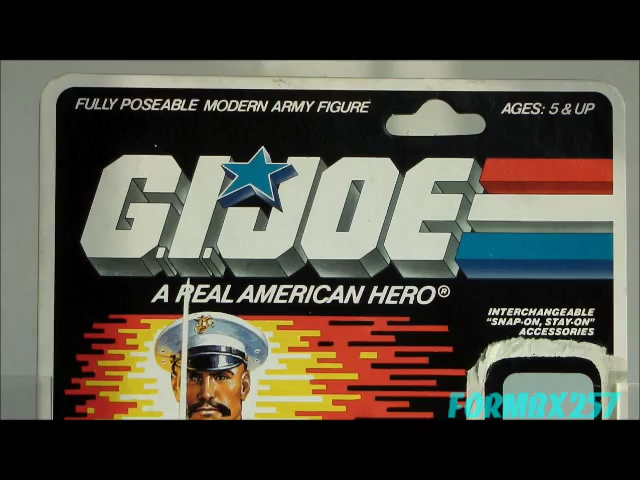 FULLY POSEABLE MODERN ARMY FIGURE
AGES: 5 & UP
G.I. JOE
A REAL AMERICAN HERO®
INTERCHANGEABLE
"SNAP-ON, STAY-ON"
ACCESSORIES
FORMBX257